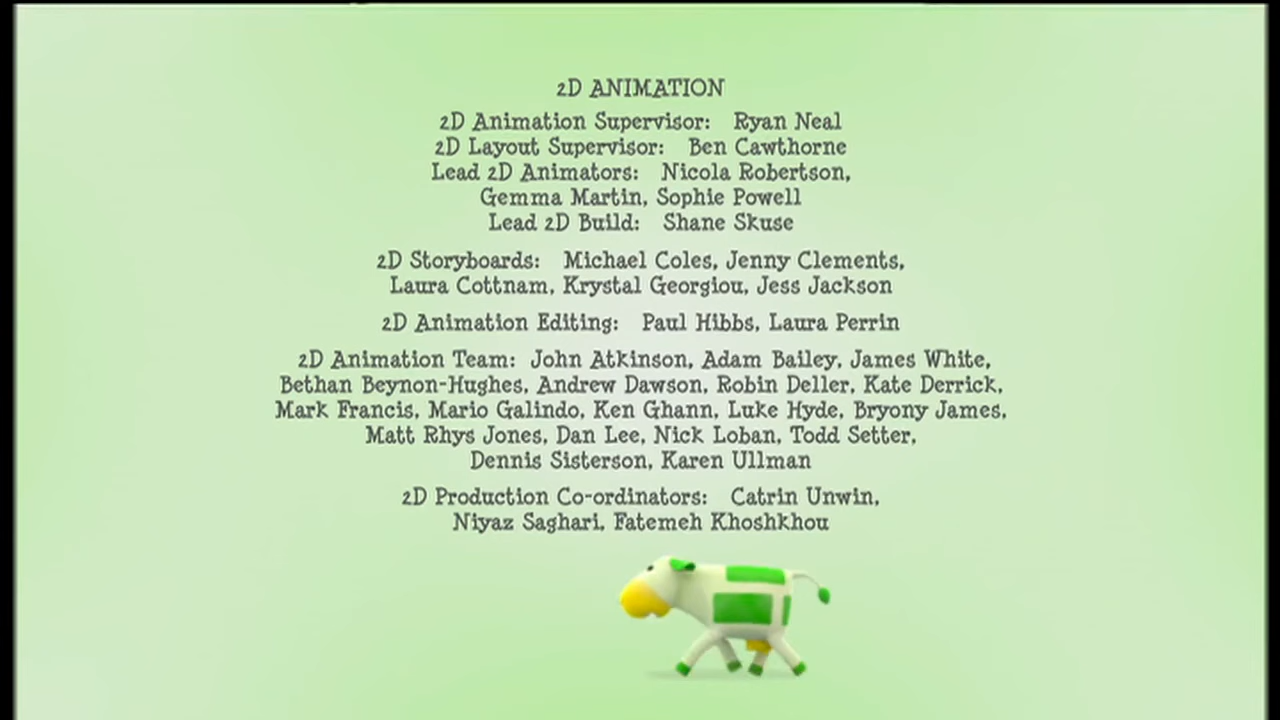 2D ANIMATION
2D Animation Supervisor: Ryan Neal
2D Layout Supervisor: Ben Cawthorne
Lead 2D Animators: Nicola Robertson,
Gemma Martin, Sophie Powell
Lead 2D Build: Shane Skuse
2D Storyboards: Michael Coles, Jenny Clements,
Laura Cottnam, Krystal Georgiou, Jess Jackson
2D Animation Editing: Paul Hibbs, Laura Perrin
2D Animation Team: John Atkinson, Adam Bailey, James White,
Bethan Beynon-Hughes, Andrew Dawson, Robin Deller, Kate Derrick,
Mark Francis, Mario Galindo, Ken Ghann, Luke Hyde, Bryony James,
Matt Rhys Jones, Dan Lee, Nick Loban, Todd Setter,
Dennis Sisterson, Karen Ullman
2D Production Co-ordinators: Catrin Unwin,
Niyaz Saghari, Fatemeh Khoshkhou